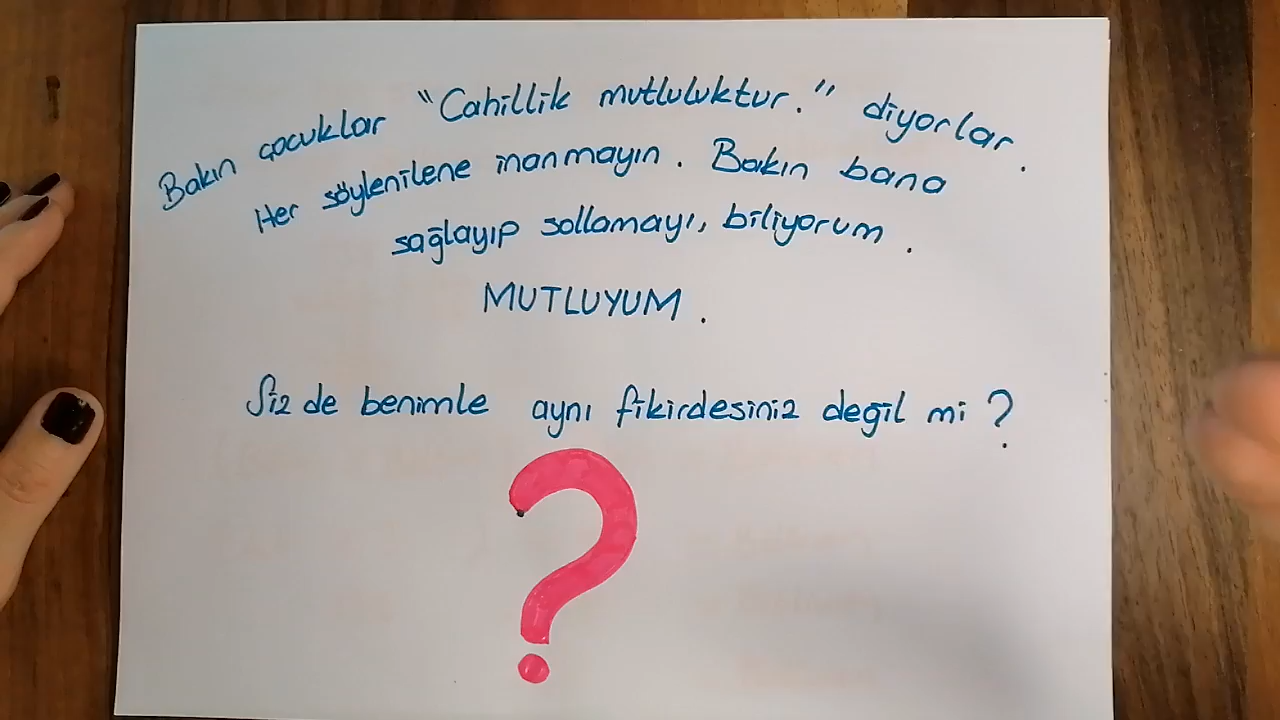 Bakın çocuklar "Cahillik mutluluktur." diyorlar.
Her söylenilene inanmayın. Bakın bana
sağlayıp sollamayı, biliyorum.
MUTLUYUM.
Siz de benimle aynı fikirdesiniz değil mi?
?